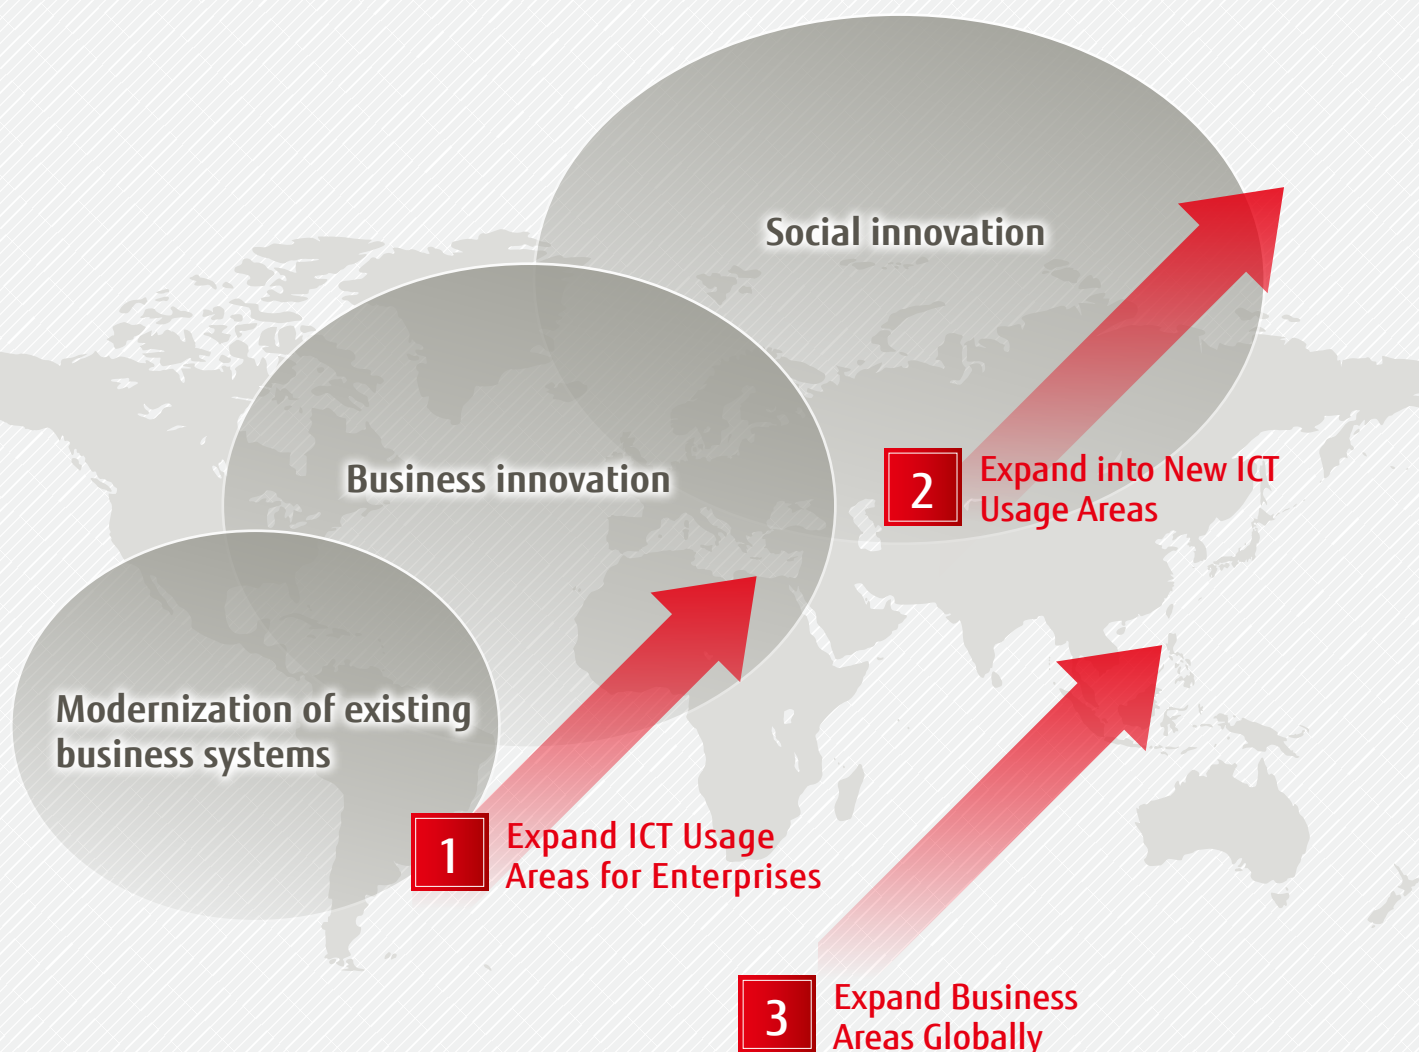 Social innovation
Business innovation
2
Expand into New ICT
Usage Areas
Modernization of existing
business systems
1
Expand ICT Usage
Areas for Enterprises
3
Expand Business
Areas Globally